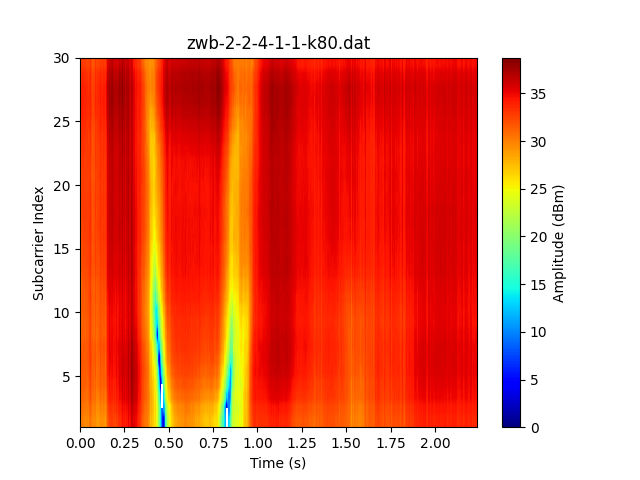 zwb-2-2-4-1-1-k80.dat
30
25
20
15
10
5
Subcarrier Index
0.00 0.25 0.50 0.75 1.00 1.25 1.50 1.75 2.00
Time (s)
35
30
25
20
15
10
5
0
Amplitude (dBm)